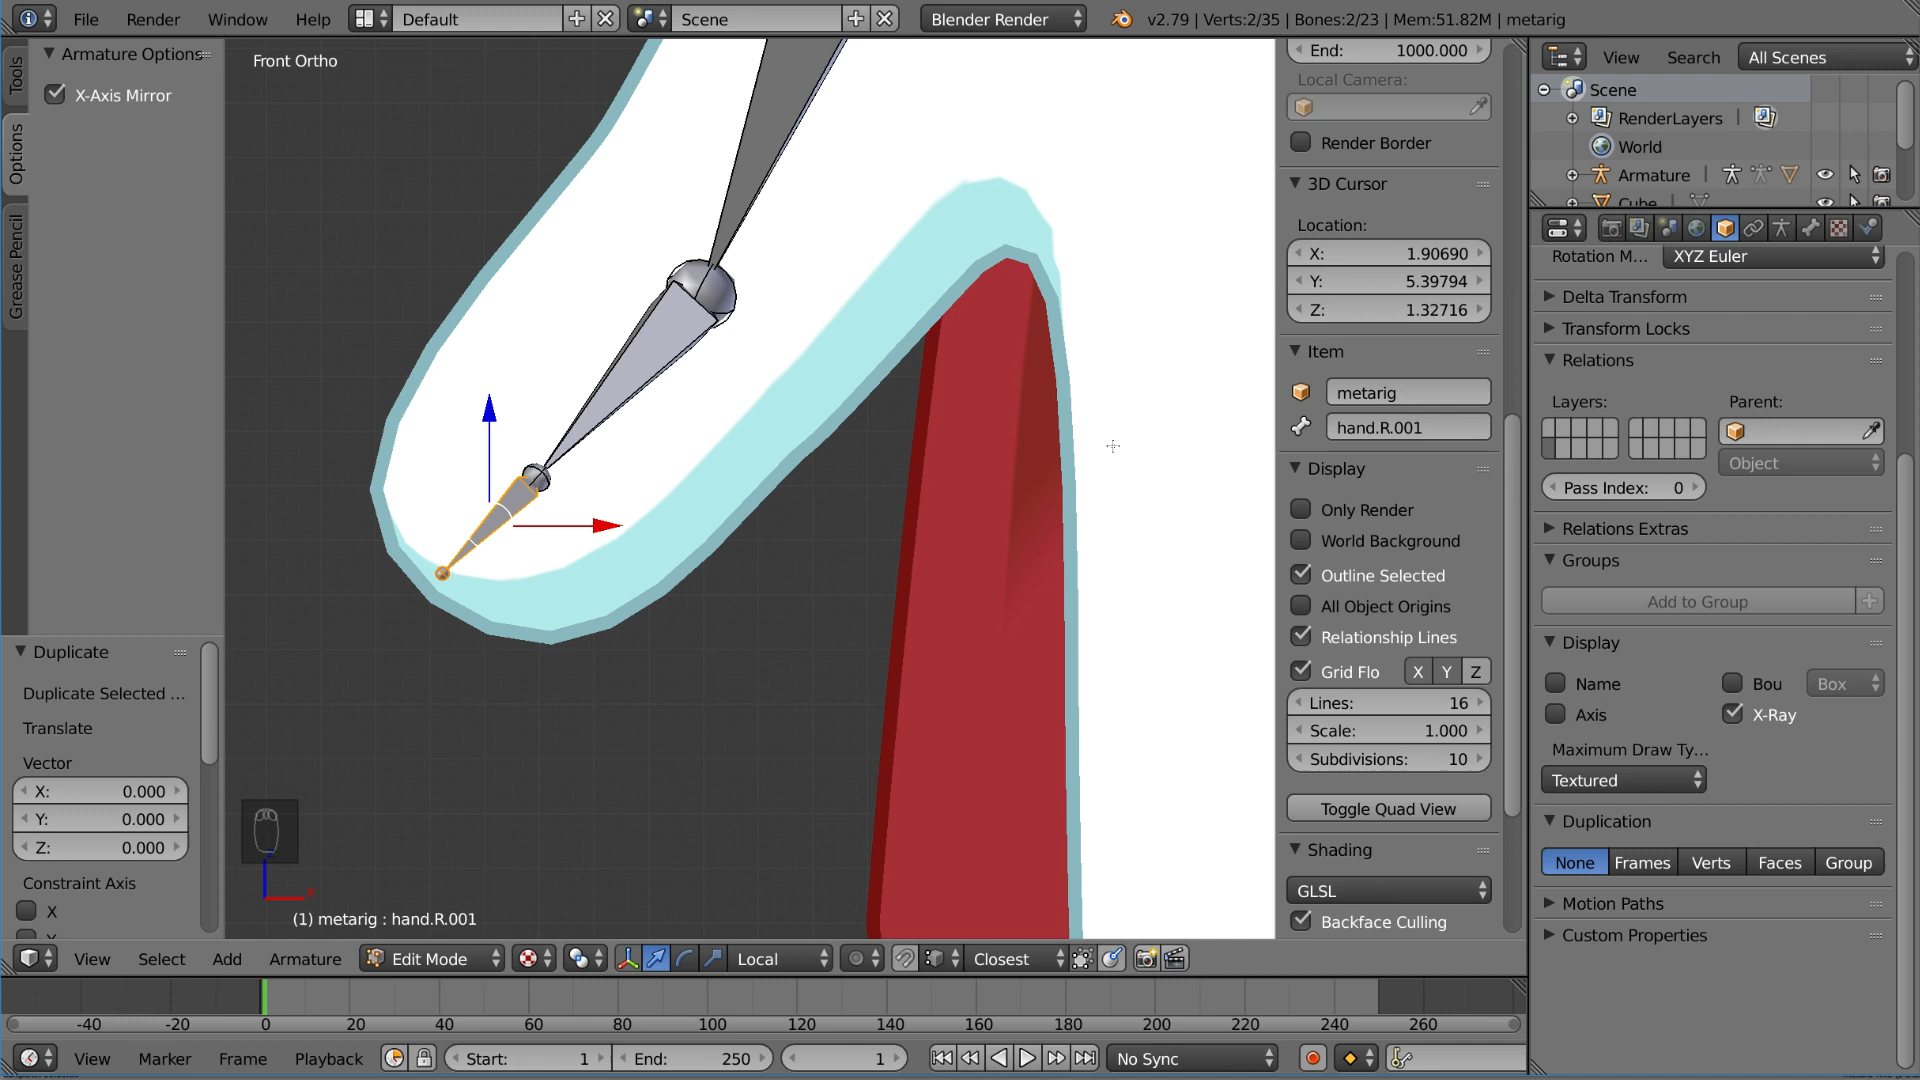 File Render Window Help Default Scene Blender Render v2.79 | Verts:2/35 | Bones:2/23 | Mem:51.82M | metarig
Tools
Options
Grease Pencil
Armature Options
X-Axis Mirror
Duplicate
Duplicate Selected ...
Translate
Vector
X: 0.000
Y: 0.000
Z: 0.000
Constraint Axis
X
Front Ortho
(1) metarig : hand.R.001
End: 1000.000
Local Camera:
Render Border
3D Cursor
Location:
X: 1.90690
Y: 5.39794
Z: 1.32716
Item
metarig
hand.R.001
Display
Only Render
World Background
Outline Selected
All Object Origins
Relationship Lines
Grid Flo X Y Z
Lines: 16
Scale: 1.000
Subdivisions: 10
Toggle Quad View
Shading
GLSL
Backface Culling
View Search All Scenes
Scene
RenderLayers
World
Armature
Cube
Rotation M... XYZ Euler
Delta Transform
Transform Locks
Relations
Layers: Parent:
Object
Pass Index: 0
Relations Extras
Groups
Add to Group
Display
Name Bou Box
Axis X-Ray
Maximum Draw Ty...
Textured
Duplication
None Frames Verts Faces Group
Motion Paths
Custom Properties
View Select Add Armature Edit Mode Local Closest
-40 -20 0 20 40 60 80 100 120 140 160 180 200 220 240 260
View Marker Frame Playback Start: 1 End: 250 1 No Sync